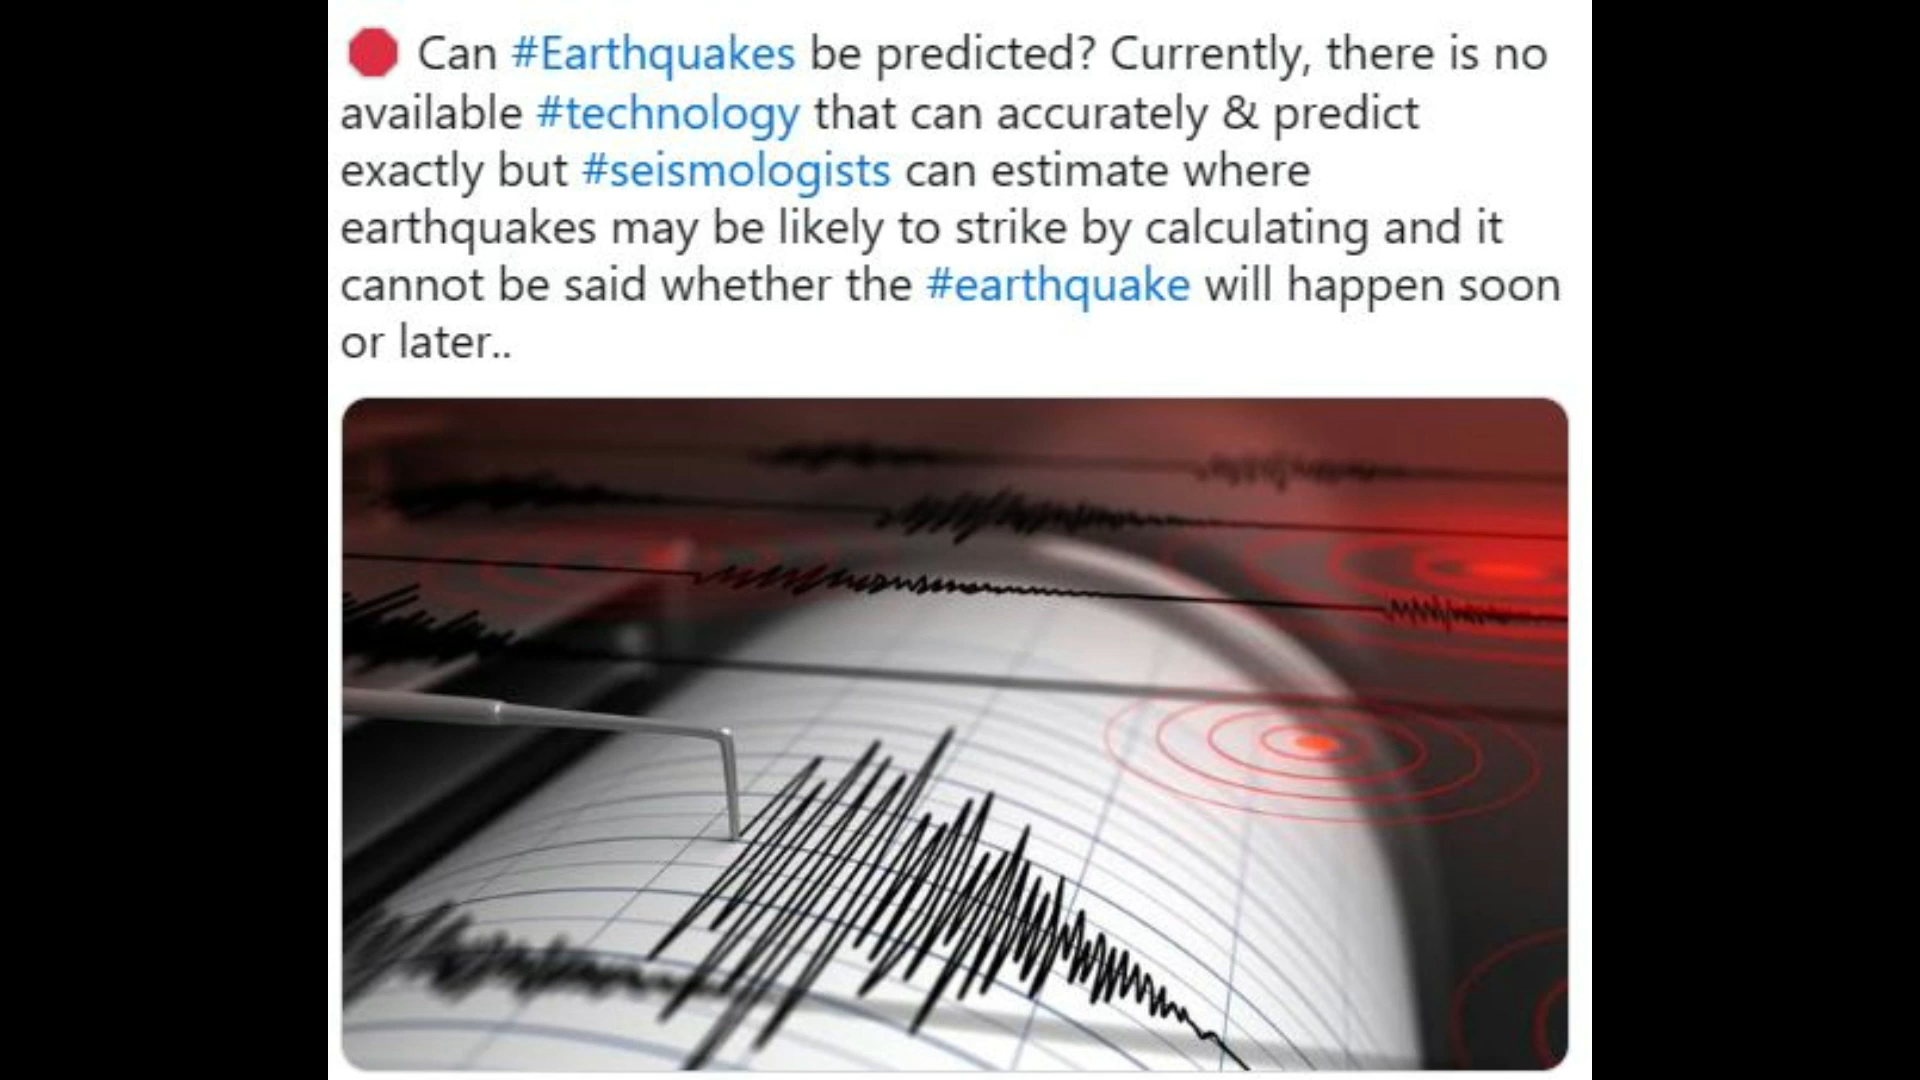 Can #Earthquakes be predicted? Currently, there is no
available #technology that can accurately & predict
exactly but #seismologists can estimate where
earthquakes may be likely to strike by calculating and it
cannot be said whether the #earthquake will happen soon
or later..